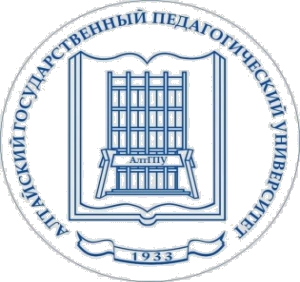 АЛТАЙСКИЙ ГОСУДАРСТВЕННЫЙ ПЕДАГОГИЧЕСКИЙ УНИВЕРСИТЕТ
АлтГПУ
1933